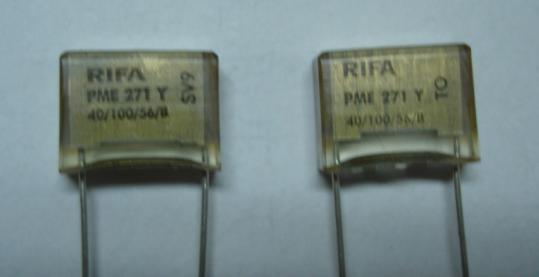 RIFA
PME 271 Y
40/100/56/B
SV9
RIFA
PME 271 Y
40/100/56/B
TO